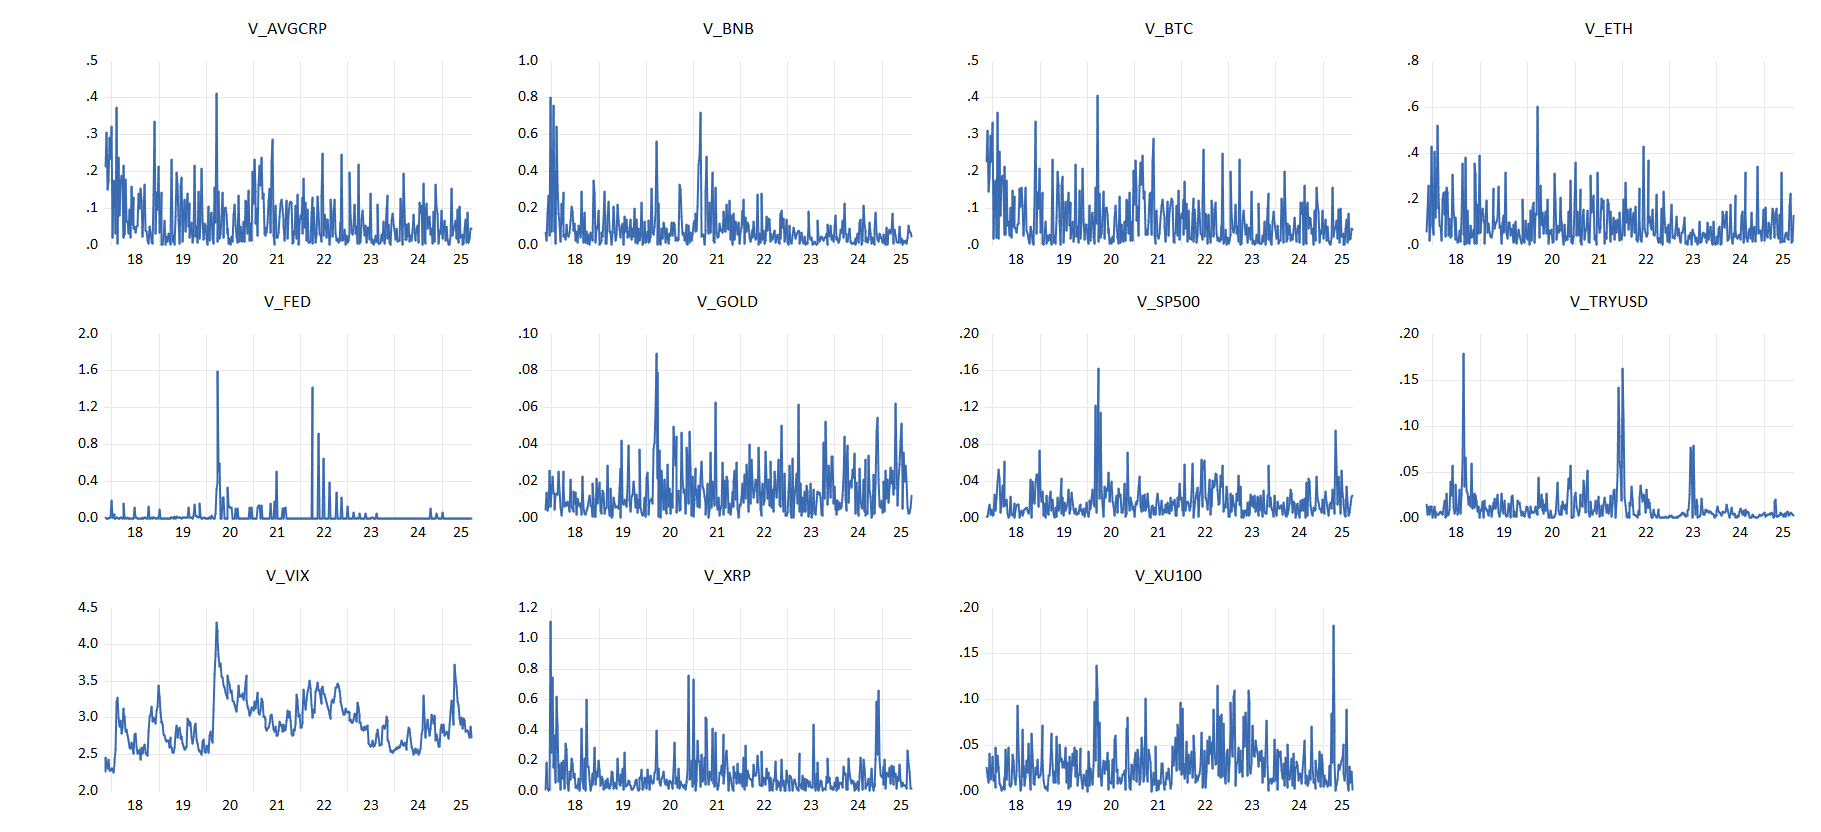 V_AVGCRP
.5
.4
.3
.2
.1
.0
18 19 20 21 22 23 24 25
V_BNB
1.0
0.8
0.6
0.4
0.2
0.0
18 19 20 21 22 23 24 25
V_BTC
.5
.4
.3
.2
.1
.0
18 19 20 21 22 23 24 25
V_ETH
.8
.6
.4
.2
.0
18 19 20 21 22 23 24 25
V_FED
2.0
1.6
1.2
0.8
0.4
0.0
18 19 20 21 22 23 24 25
V_GOLD
.10
.08
.06
.04
.02
.00
18 19 20 21 22 23 24 25
V_SP500
.20
.16
.12
.08
.04
.00
18 19 20 21 22 23 24 25
V_TRYUSD
.20
.15
.10
.05
.00
18 19 20 21 22 23 24 25
V_VIX
4.5
4.0
3.5
3.0
2.5
2.0
18 19 20 21 22 23 24 25
V_XRP
1.2
1.0
0.8
0.6
0.4
0.2
0.0
18 19 20 21 22 23 24 25
V_XU100
.20
.15
.10
.05
.00
18 19 20 21 22 23 24 25